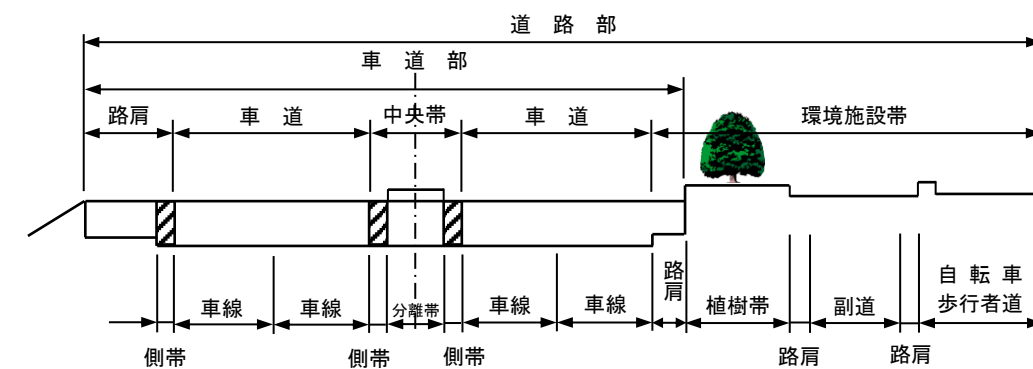 道 路 部
車 道 部
路肩 車 道 中央帯 車 道 環境施設帯
路肩
自 転 車
歩行者道
車線 車線 分離帯 車線 車線 植樹帯 副道
側帯 側帯 側帯 路肩 路肩